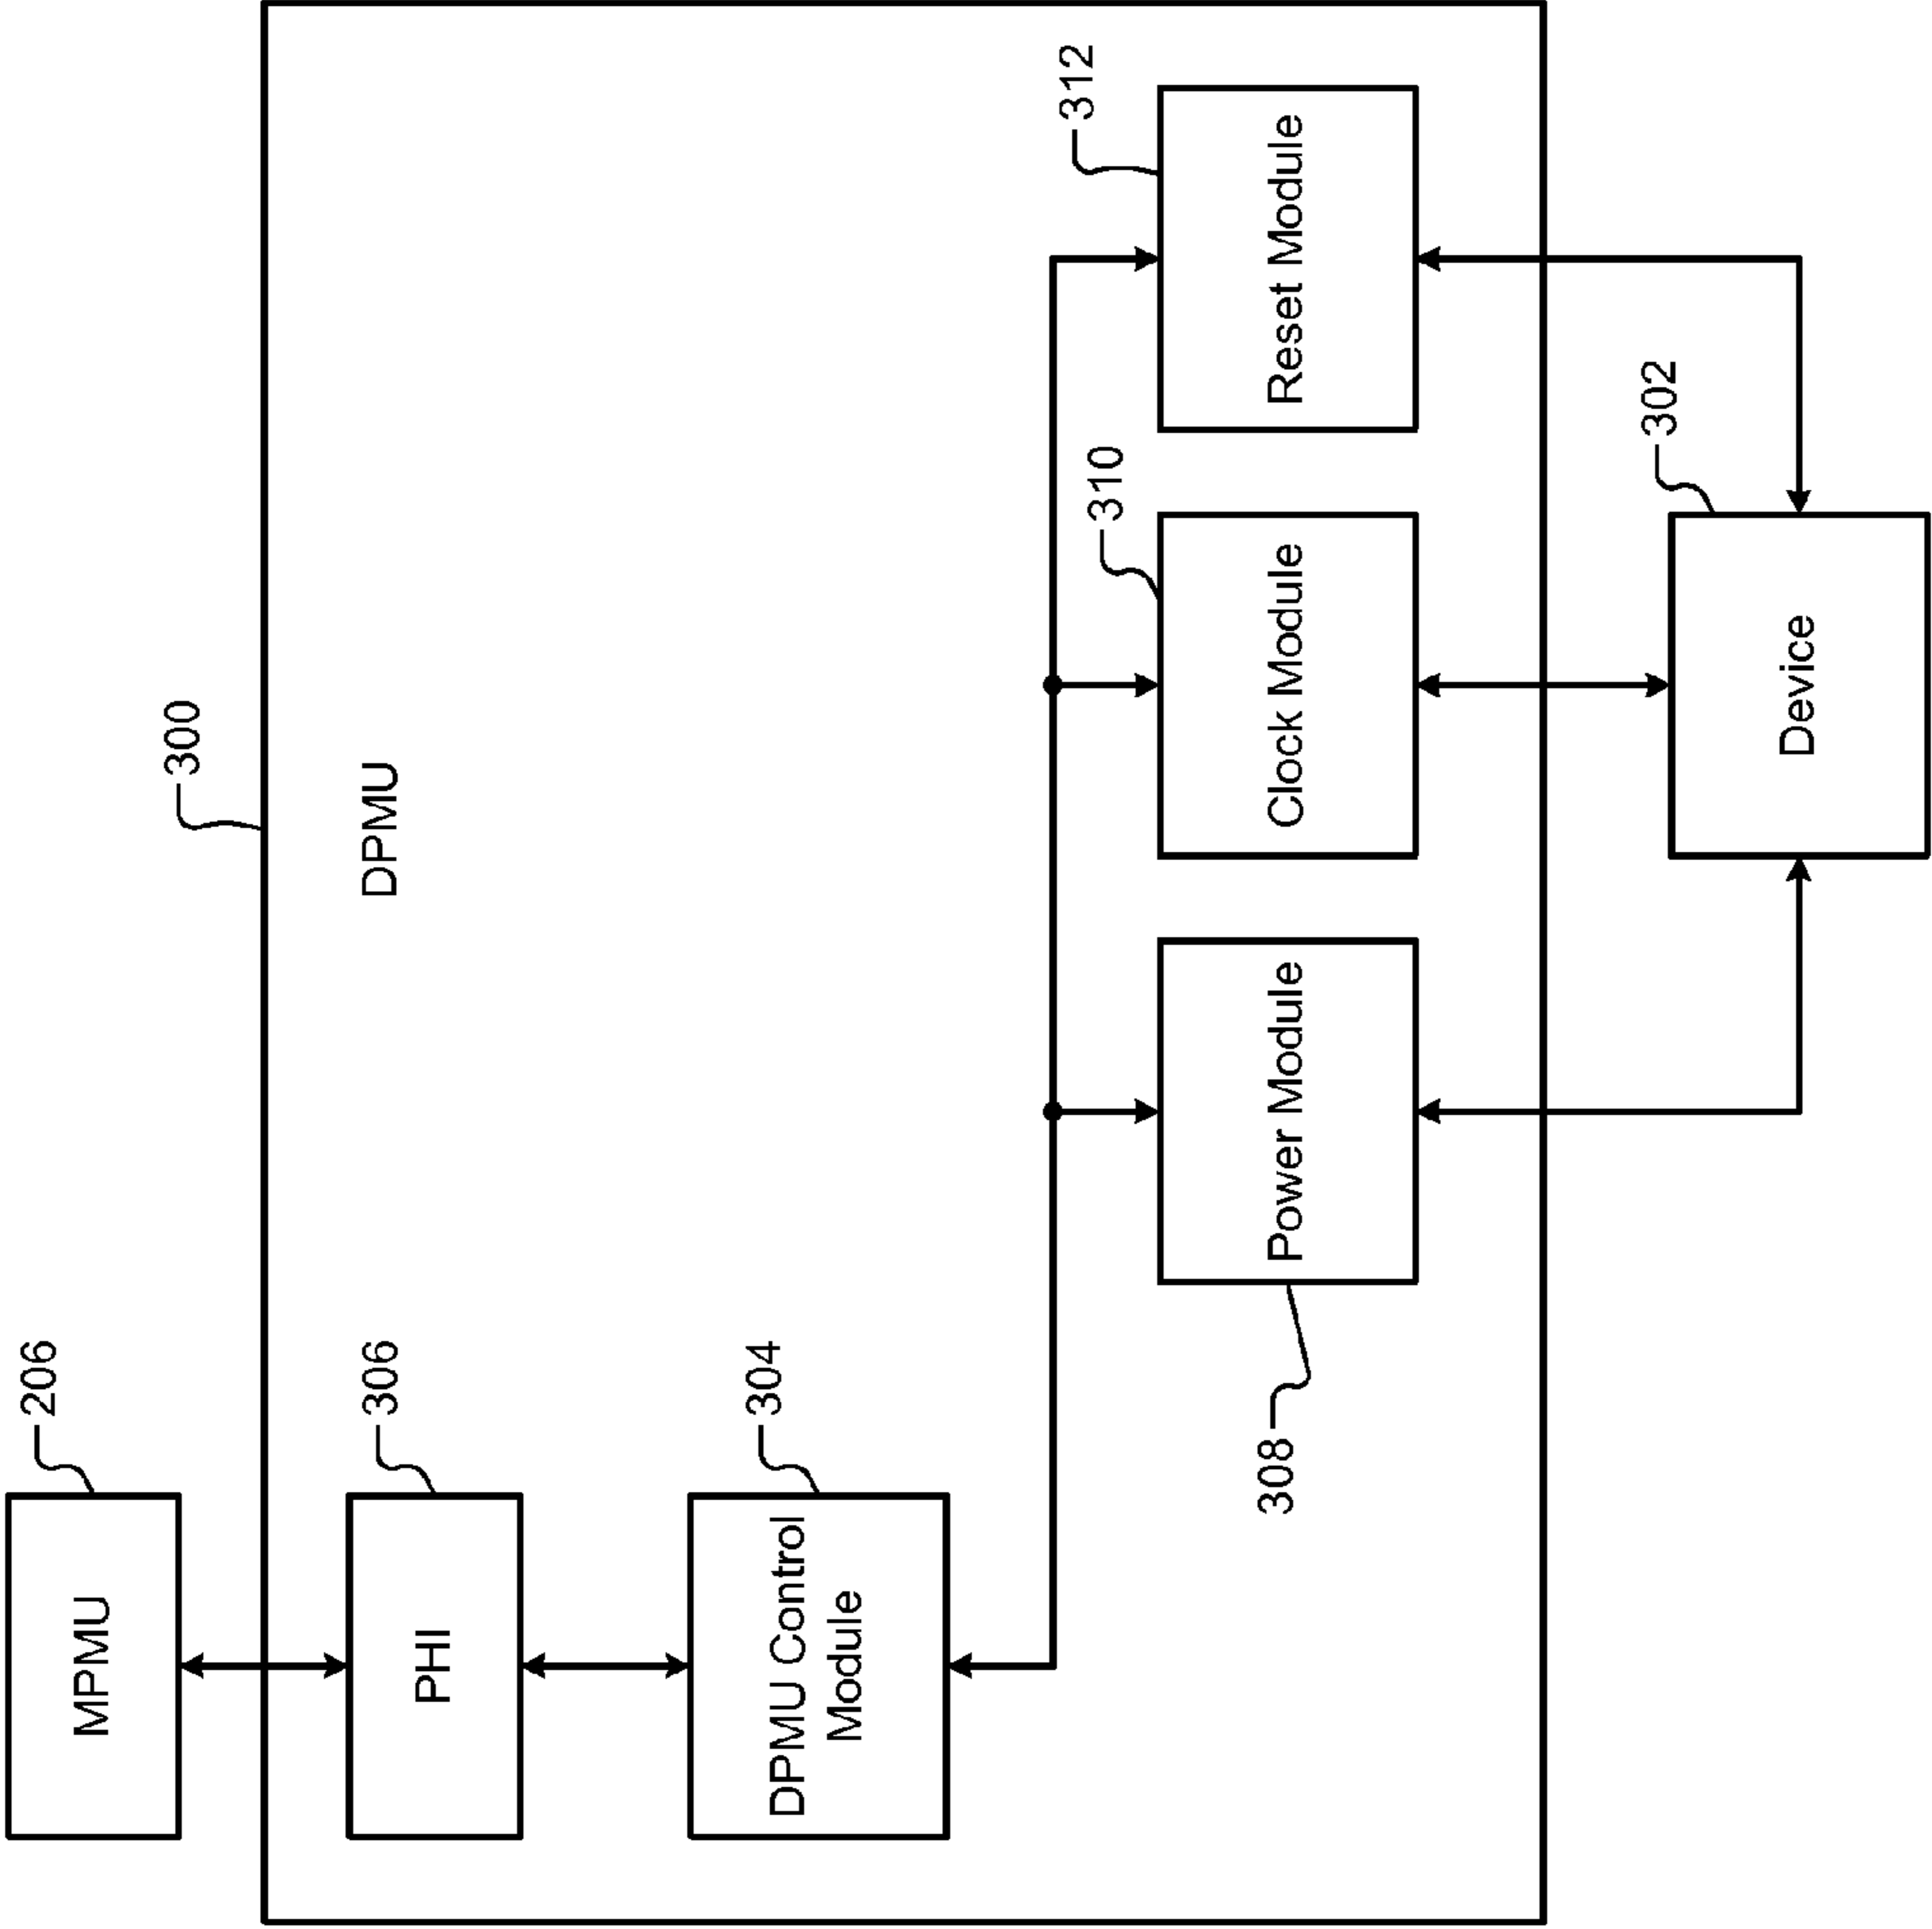 206
MPMU
300
DPMU
306
PHI
304
DPMU Control
Module
308
Power Module
310
Clock Module
312
Reset Module
302
Device